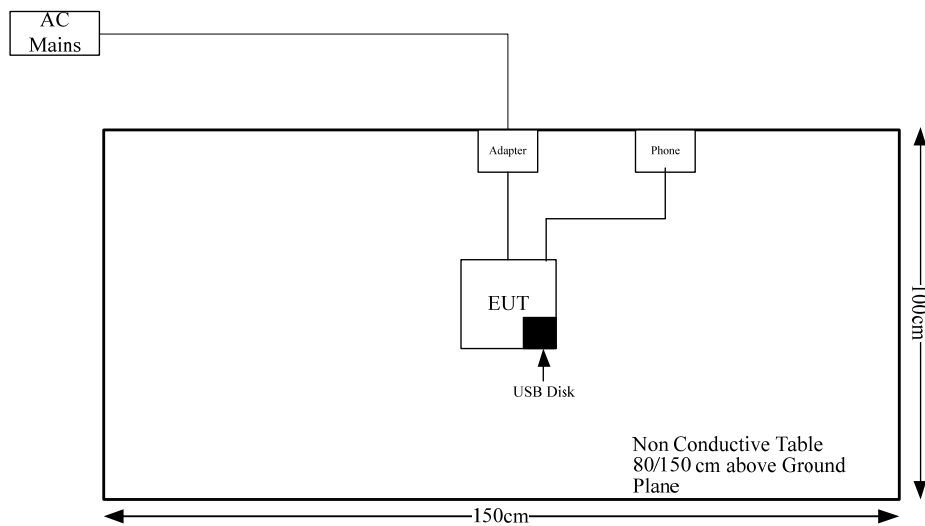 AC
Mains
Adapter
Phone
EUT
USB Disk
100cm
Non Conductive Table
80/150 cm above Ground
Plane
150cm